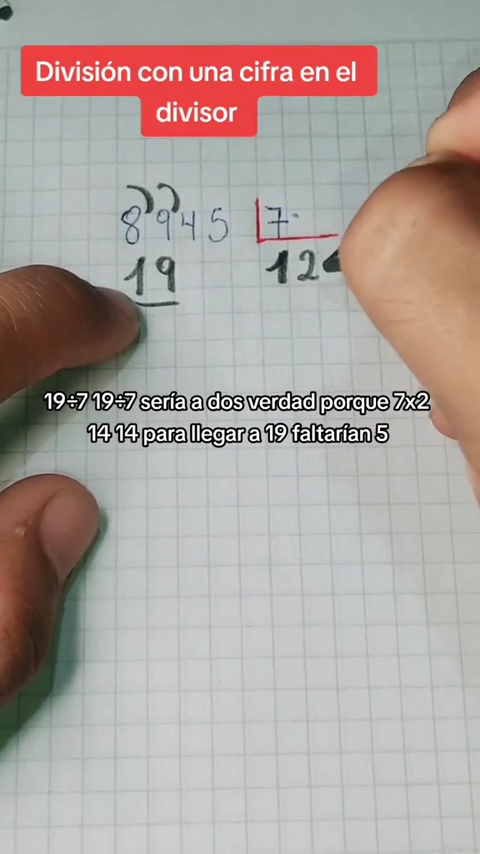 División con una cifra en el
divisor
8945 7
19 12
19÷7 19÷7 sería a dos verdad porque 7x2
14 14 para llegar a 19 faltarían 5